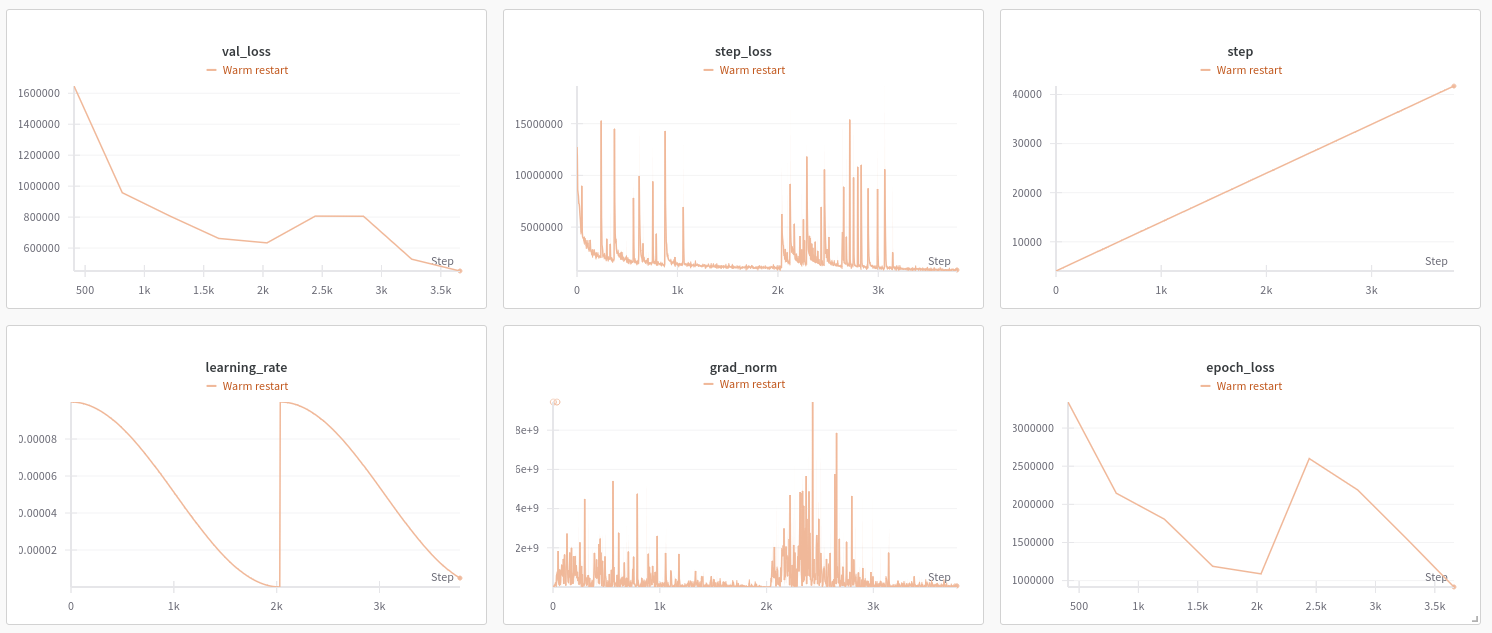 val_loss
Warm restart
1600000
1400000
1200000
1000000
800000
600000
Step
500 1k 1.5k 2k 2.5k 3k 3.5k
step_loss
Warm restart
15000000
10000000
5000000
Step
0 1k 2k 3k
step
Warm restart
40000
30000
20000
10000
Step
0 1k 2k 3k
learning_rate
Warm restart
0.00008
0.00006
0.00004
0.00002
Step
0 1k 2k 3k
grad_norm
Warm restart
8e+9
6e+9
4e+9
2e+9
Step
0 1k 2k 3k
epoch_loss
Warm restart
3000000
2500000
2000000
1500000
1000000
Step
500 1k 1.5k 2k 2.5k 3k 3.5k